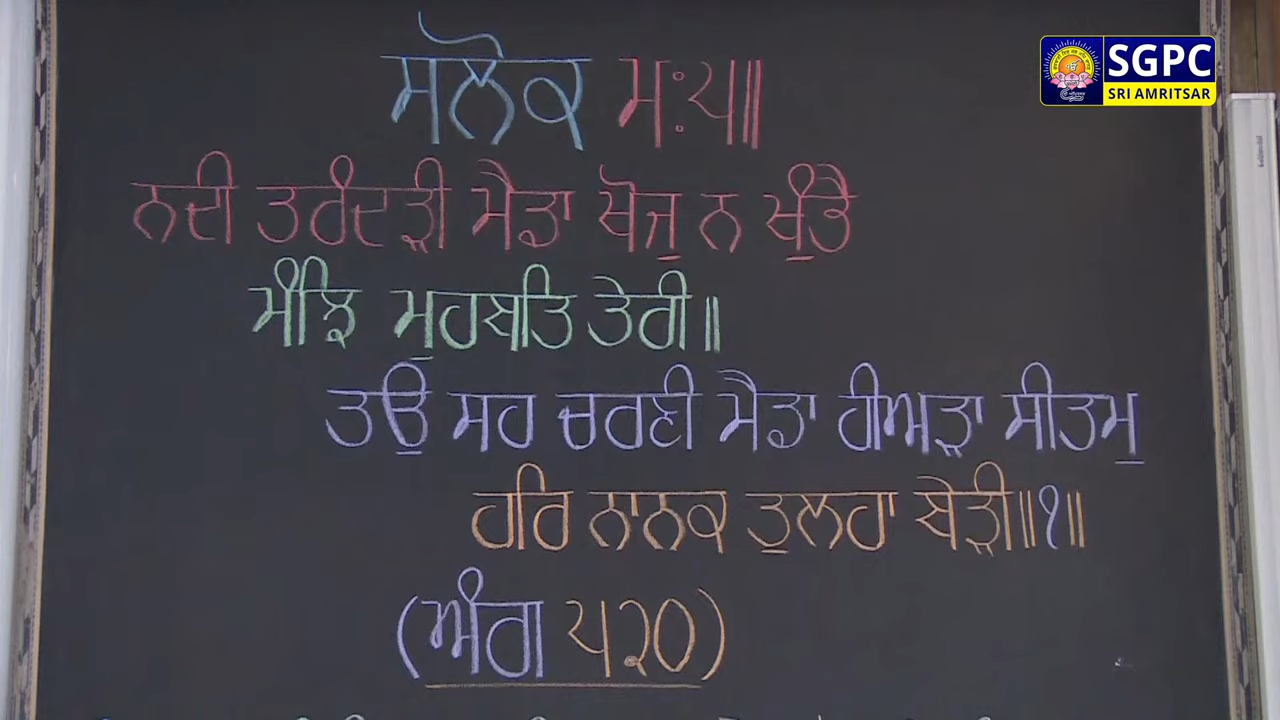 SGPC
SRI AMRITSAR
ਸਲੋਕ ਮਃ੫॥
ਨਦੀ ਤਰੰਦੜੀ ਮੈਡਾ ਖੋਜੁ ਨ ਖੁੰਭੈ
ਮੰਝਿ ਮੁਹਬਤਿ ਤੇਰੀ॥
ਤਉ ਸਹ ਚਰਣੀ ਮੈਡਾ ਹੀਅੜਾ ਸੀਤਮੁ
ਹਰਿ ਨਾਨਕ ਤੁਲਹਾ ਬੇੜੀ॥੧॥
(ਅੰਗ ੫੨੦)